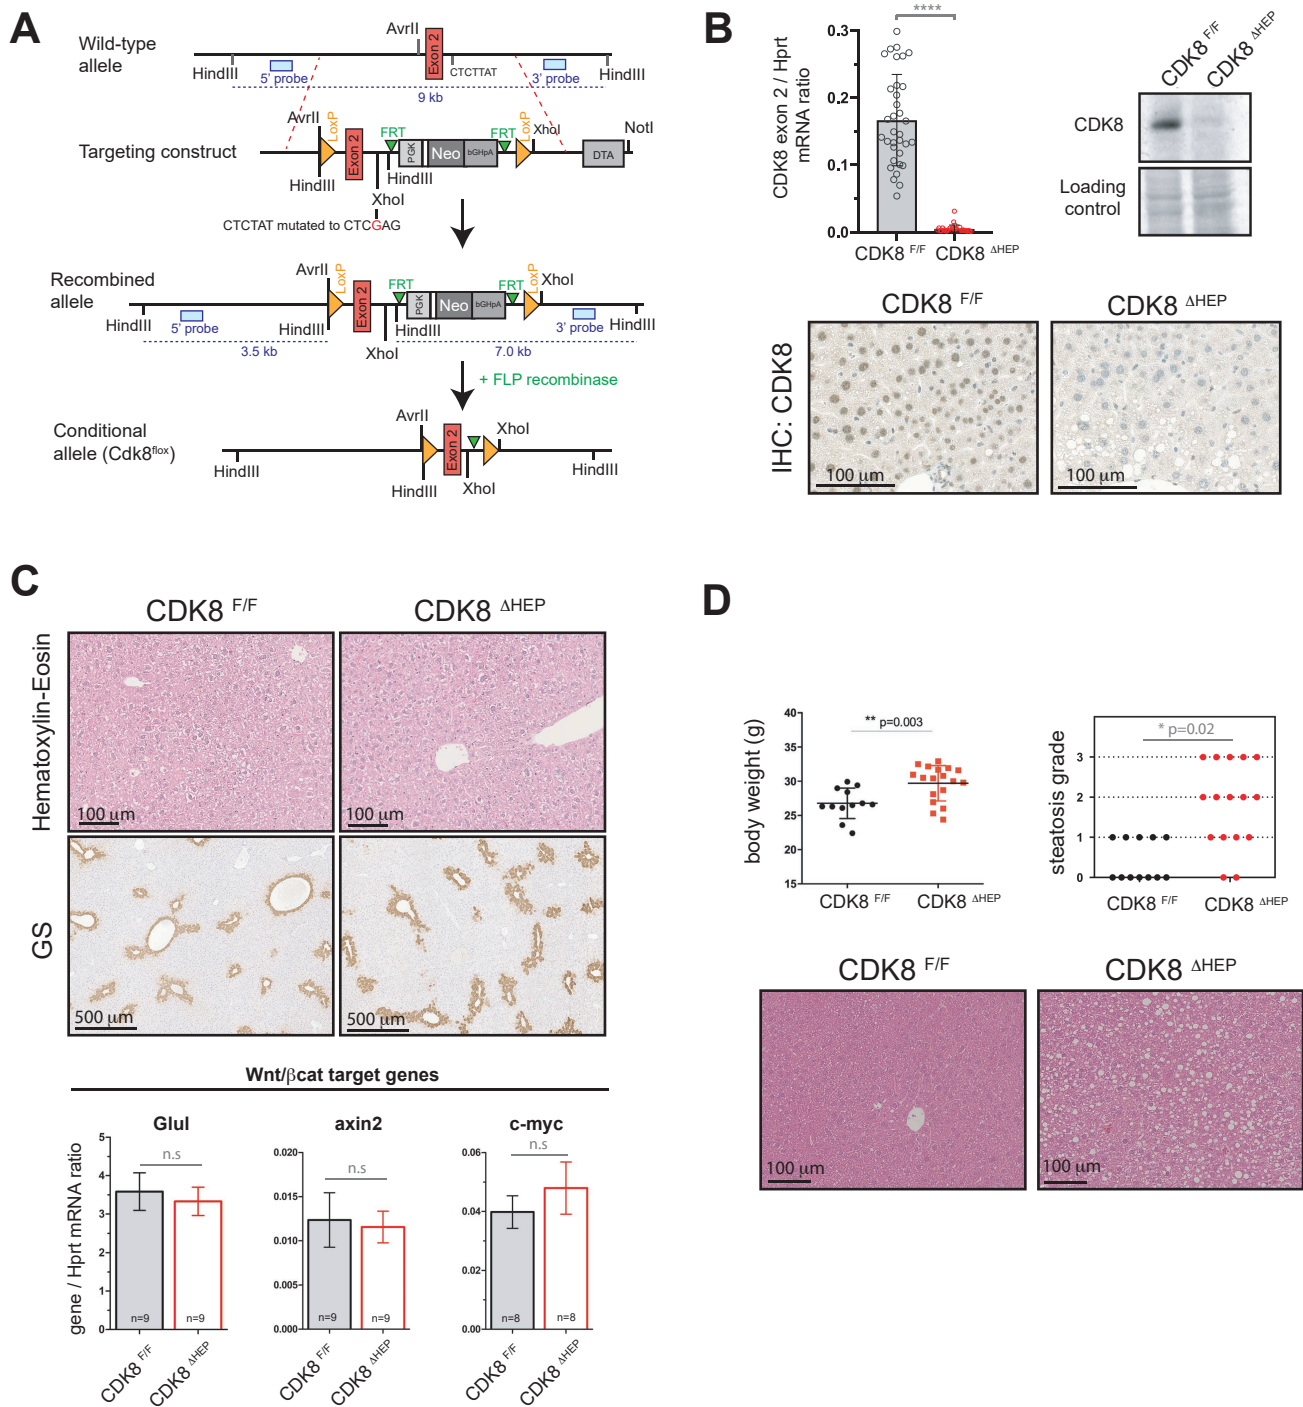 A
Wild-type
allele
AvrII
Exon 2
HindIII
5' probe
CTCTTAT
3' probe
HindIII
9 kb
Targeting construct
AvrII
LoxP
Exon 2
FRT
PGK
Neo
bGHpA
FRT
LoxP
XhoI
DTA
NotI
HindIII
HindIII
XhoI
CTCTAT mutated to CTCGAG
Recombined
allele
AvrII
LoxP
Exon 2
FRT
PGK
Neo
bGHpA
FRT
LoxP
XhoI
HindIII
5' probe
HindIII
HindIII
3' probe
HindIII
XhoI
3.5 kb
7.0 kb
+ FLP recombinase
Conditional
allele (Cdk8flox)
AvrII
Exon 2
XhoI
HindIII
HindIII
HindIII
XhoI
B
****
CDK8 exon 2 / Hprt
mRNA ratio
0.3
0.2
0.1
0.0
CDK8 F/F
CDK8 ΔHEP
CDK8 F/F
CDK8 ΔHEP
CDK8
Loading
control
CDK8 F/F
CDK8 ΔHEP
IHC: CDK8
100 µm
100 µm
C
CDK8 F/F
CDK8 ΔHEP
Hematoxylin-Eosin
100 µm
100 µm
GS
500 µm
500 µm
Wnt/βcat target genes
gene / Hprt mRNA ratio
Glul
n.s
5
4
3
2
1
0
n=9
n=9
CDK8 F/F
CDK8 ΔHEP
axin2
n.s
0.020
0.015
0.010
0.005
0.000
n=9
n=9
CDK8 F/F
CDK8 ΔHEP
c-myc
n.s
0.06
0.04
0.02
0.00
n=8
n=8
CDK8 F/F
CDK8 ΔHEP
D
body weight (g)
40
35
30
25
20
15
** p=0.003
CDK8 F/F
CDK8 ΔHEP
steatosis grade
3
2
1
0
* p=0.02
CDK8 F/F
CDK8 ΔHEP
CDK8 F/F
CDK8 ΔHEP
100 µm
100 µm